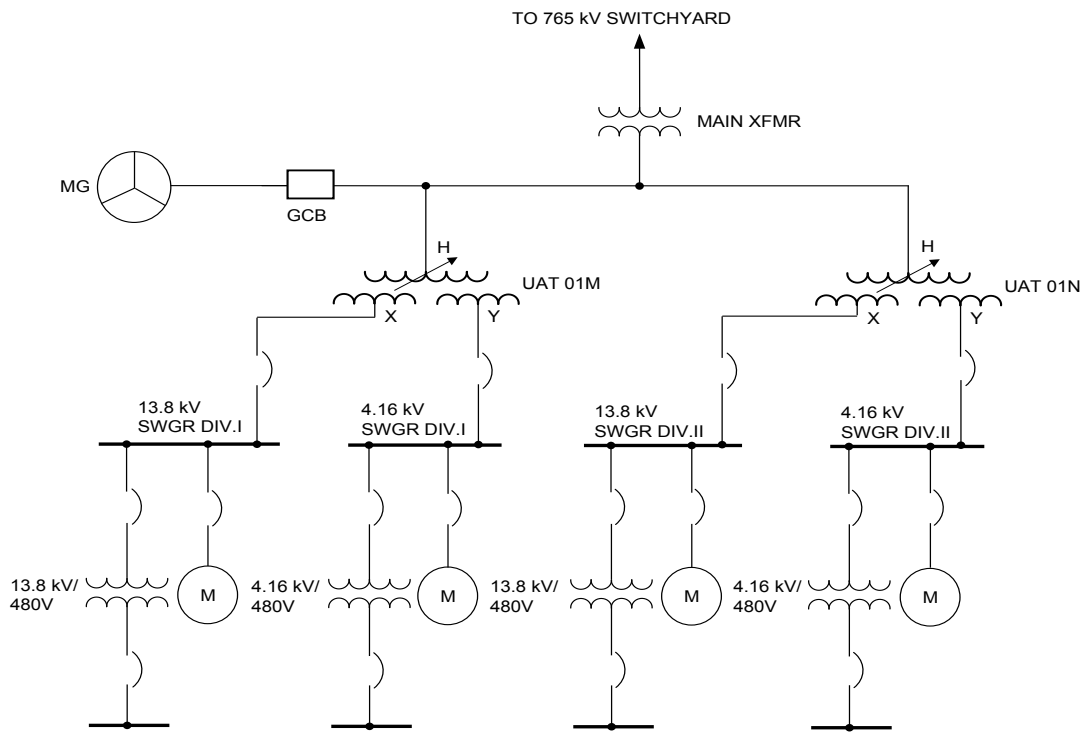 TO 765 kV SWITCHYARD
MAIN XFMR
MG
GCB
H
UAT 01M
X
Y
H
UAT 01N
X
Y
13.8 kV
SWGR DIV.I
4.16 kV
SWGR DIV.I
13.8 kV
SWGR DIV.II
4.16 kV
SWGR DIV.II
13.8 kV/
480V
M
4.16 kV/
480V
M
13.8 kV/
480V
M
4.16 kV/
480V
M